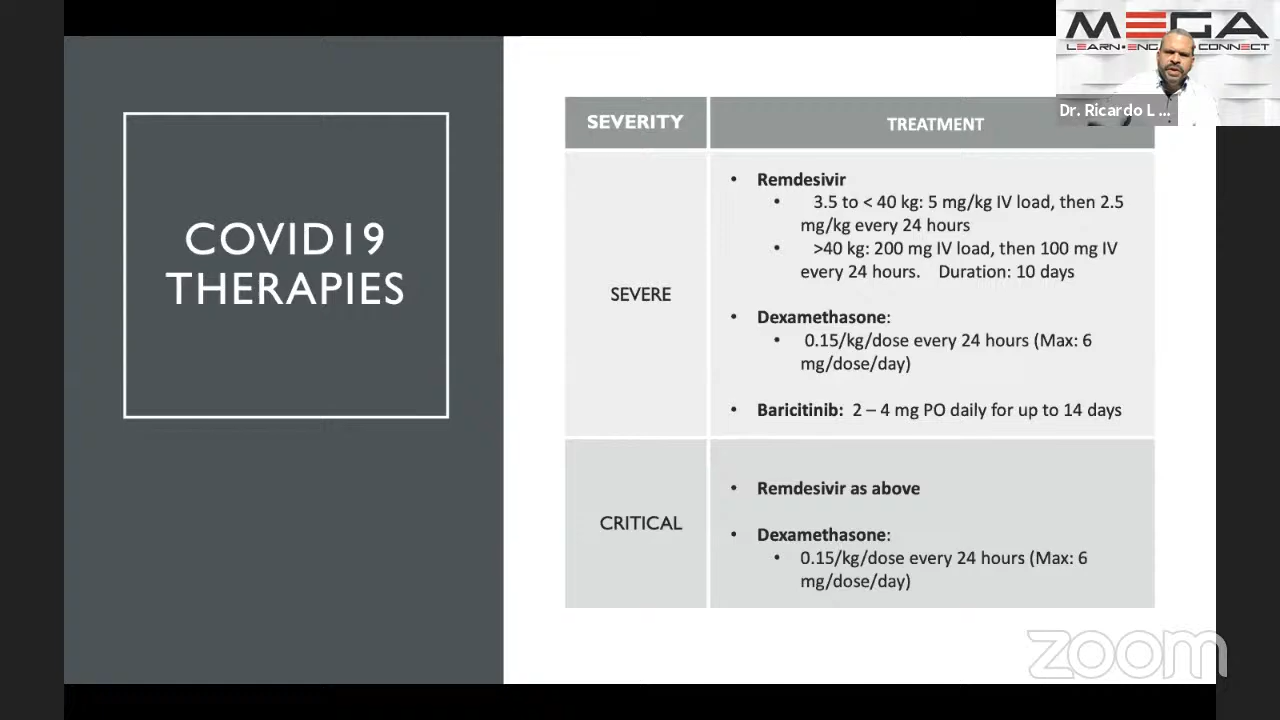 MEGA
LEARN•ENG CONNECT
Dr. Ricardo L ...
COVID19
THERAPIES
SEVERITY
TREATMENT
SEVERE
• Remdesivir
• 3.5 to < 40 kg: 5 mg/kg IV load, then 2.5
mg/kg every 24 hours
• >40 kg: 200 mg IV load, then 100 mg IV
every 24 hours. Duration: 10 days
• Dexamethasone:
• 0.15/kg/dose every 24 hours (Max: 6
mg/dose/day)
• Baricitinib: 2 – 4 mg PO daily for up to 14 days
CRITICAL
• Remdesivir as above
• Dexamethasone:
• 0.15/kg/dose every 24 hours (Max: 6
mg/dose/day)
zoom